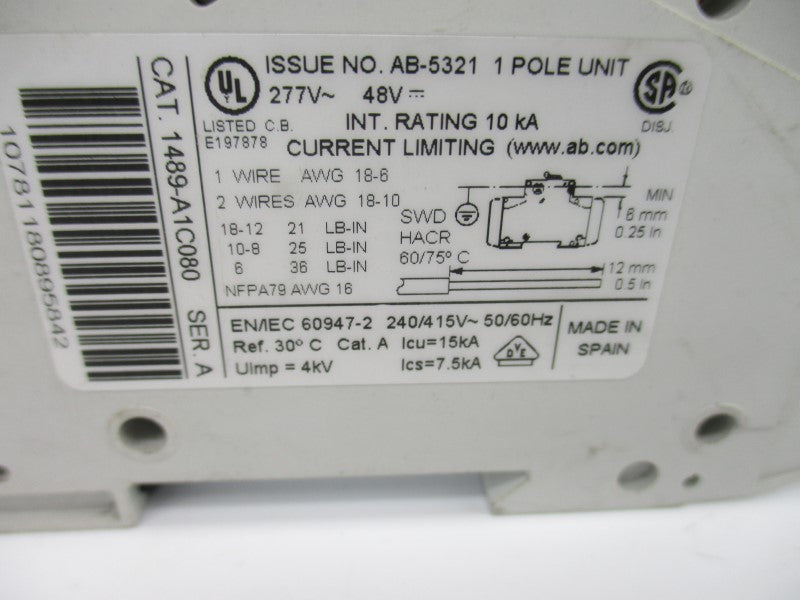 10781180895842
CAT. 1489-A1C080 SER. A
UL
ISSUE NO. AB-5321 1 POLE UNIT
277V~ 48V⎓
SA
LISTED C.B.
E197878
INT. RATING 10 kA
DISJ.
CURRENT LIMITING (www.ab.com)
1 WIRE AWG 18-6
2 WIRES AWG 18-10
18-12 21 LB-IN
10-8 25 LB-IN
6 36 LB-IN
NFPA79 AWG 16
SWD
HACR
60/75° C
MIN
6 mm
0.25 in
12 mm
0.5 in
EN/IEC 60947-2 240/415V~ 50/60Hz
Ref. 30° C Cat. A Icu=15kA
UImp = 4kV Ics=7.5kA
DVE
MADE IN
SPAIN